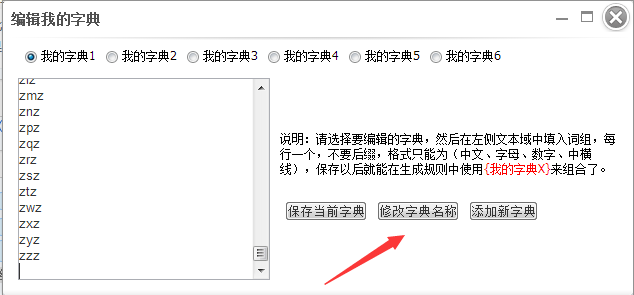 编辑我的字典
我的字典1 我的字典2 我的字典3 我的字典4 我的字典5 我的字典6
zmz
znz
zpz
zqz
zrz
zsz
ztz
zwz
zxz
zyz
zzz
说明：请选择要编辑的字典，然后在左侧文本域中填入词组，每
行一个，不要后缀，格式只能为（中文、字母、数字、中横
线），保存以后就能在生成规则中使用{我的字典X}来组合了。
保存当前字典 修改字典名称 添加新字典